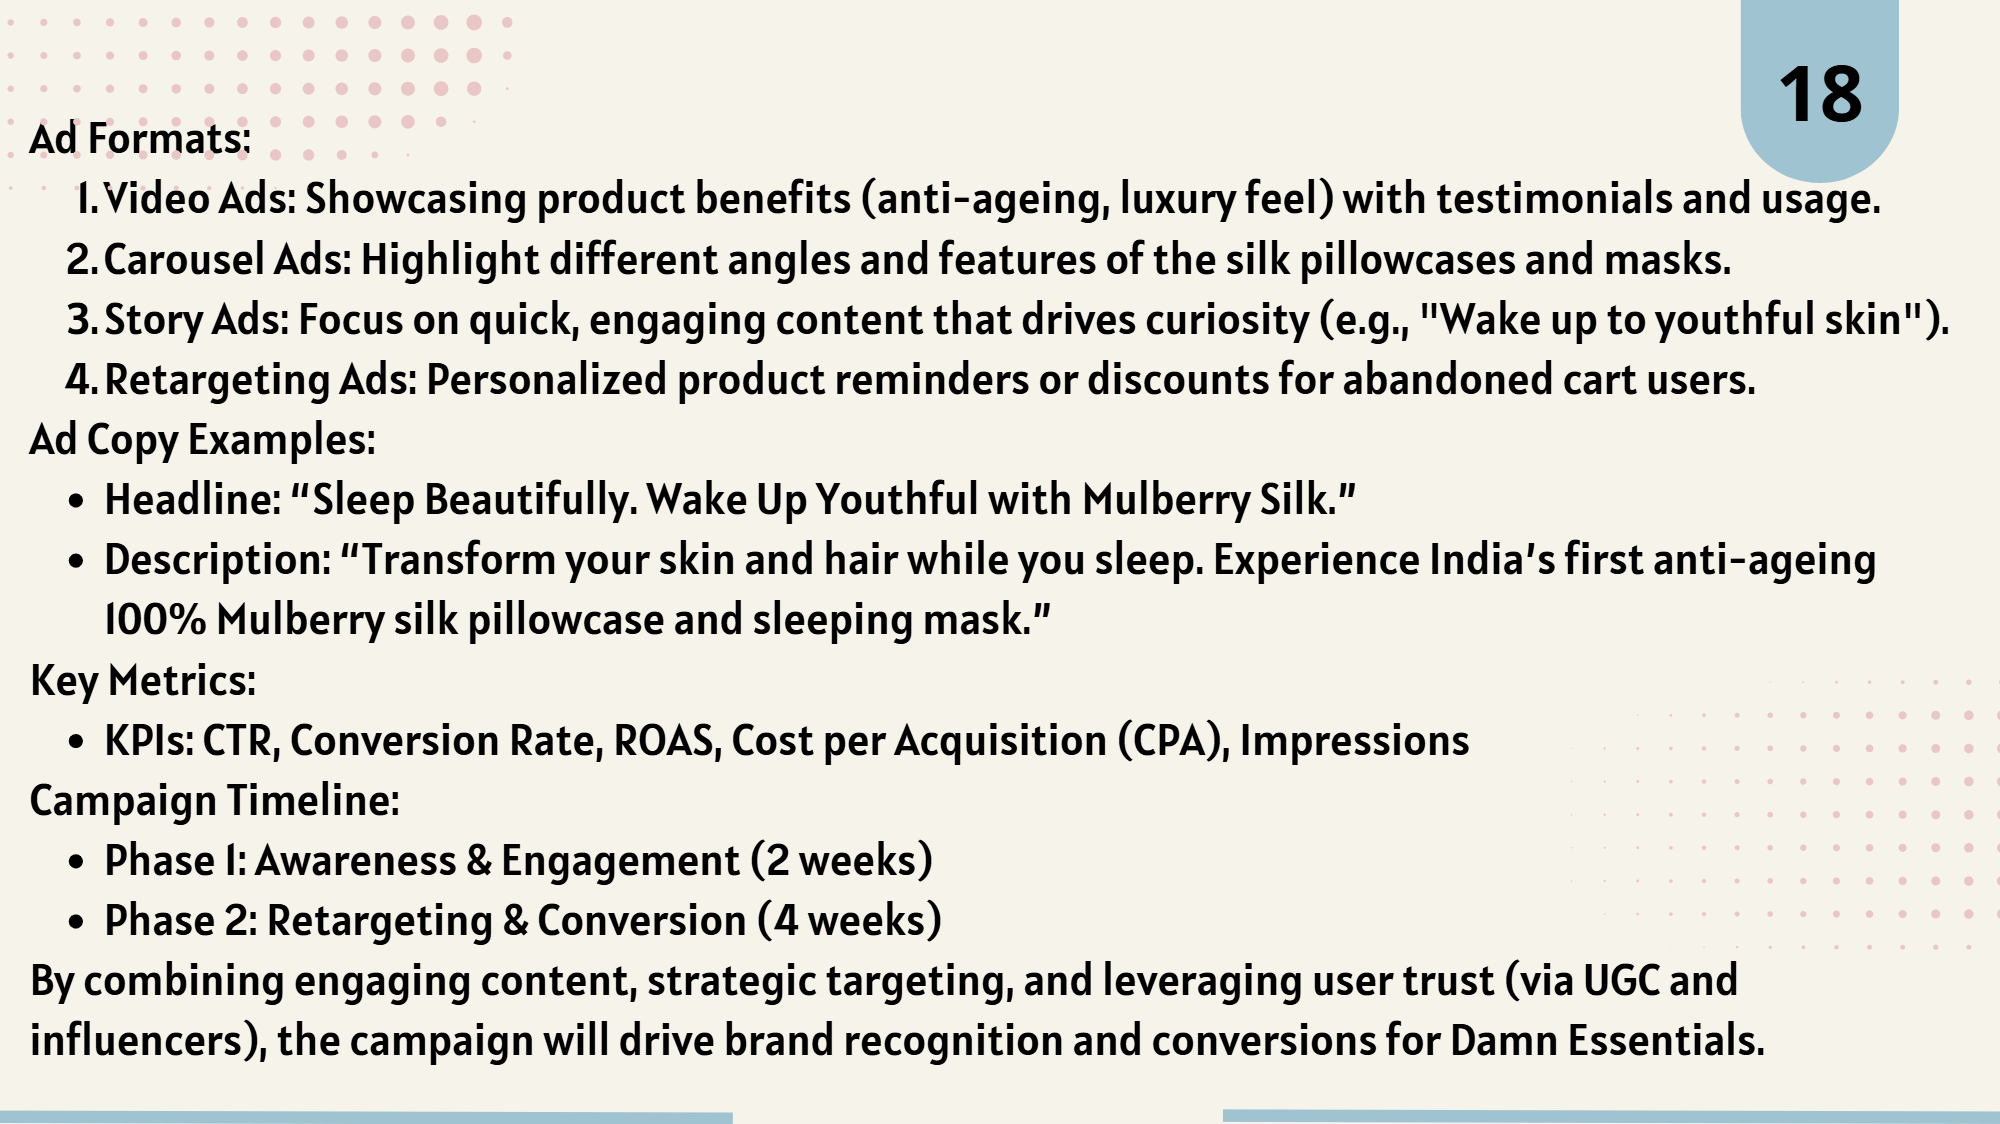 18
Ad Formats:
1. Video Ads: Showcasing product benefits (anti-ageing, luxury feel) with testimonials and usage.
2. Carousel Ads: Highlight different angles and features of the silk pillowcases and masks.
3. Story Ads: Focus on quick, engaging content that drives curiosity (e.g., "Wake up to youthful skin").
4. Retargeting Ads: Personalized product reminders or discounts for abandoned cart users.
Ad Copy Examples:
• Headline: “Sleep Beautifully. Wake Up Youthful with Mulberry Silk.”
• Description: “Transform your skin and hair while you sleep. Experience India’s first anti-ageing
100% Mulberry silk pillowcase and sleeping mask.”
Key Metrics:
• KPIs: CTR, Conversion Rate, ROAS, Cost per Acquisition (CPA), Impressions
Campaign Timeline:
• Phase 1: Awareness & Engagement (2 weeks)
• Phase 2: Retargeting & Conversion (4 weeks)
By combining engaging content, strategic targeting, and leveraging user trust (via UGC and
influencers), the campaign will drive brand recognition and conversions for Damn Essentials.